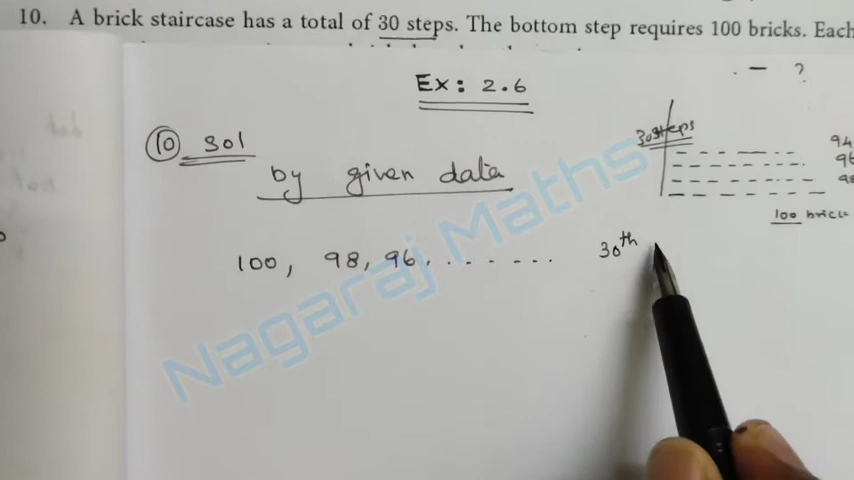 10. A brick staircase has a total of 30 steps. The bottom step requires 100 bricks. Each
Ex: 2.6
- ?
10 sol
30 steps
94
96
98
100 bricks
by given data
100, 98, 96, ....... 30th
Nagaraj Maths